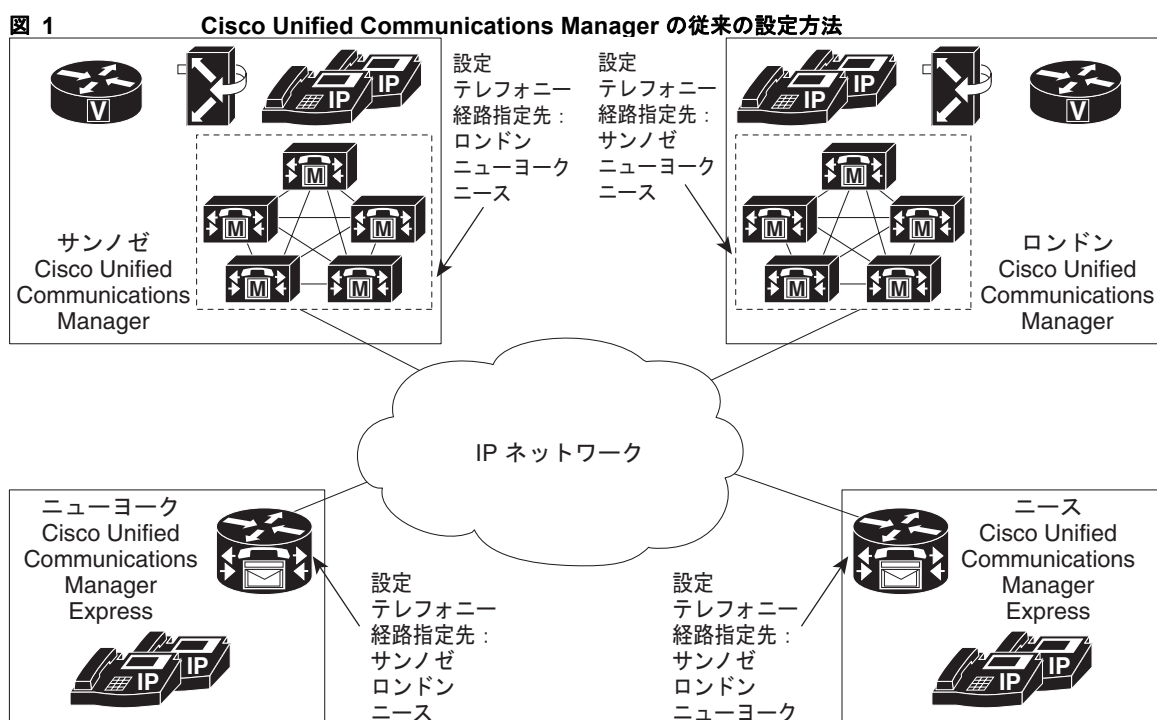 図 1 Cisco Unified Communications Manager の従来の設定方法
V
IP
IP
M
M
M
M
M
サンノゼ
Cisco Unified
Communications
Manager
設定
テレフォニー
経路指定先：
ロンドン
ニューヨーク
ニース
設定
テレフォニー
経路指定先：
サンノゼ
ニューヨーク
ニース
IP
IP
V
M
M
M
M
M
ロンドン
Cisco Unified
Communications
Manager
IP ネットワーク
ニューヨーク
Cisco Unified
Communications
Manager
Express
IP
IP
設定
テレフォニー
経路指定先：
サンノゼ
ロンドン
ニース
設定
テレフォニー
経路指定先：
サンノゼ
ロンドン
ニューヨーク
ニース
Cisco Unified
Communications
Manager
Express
IP
IP